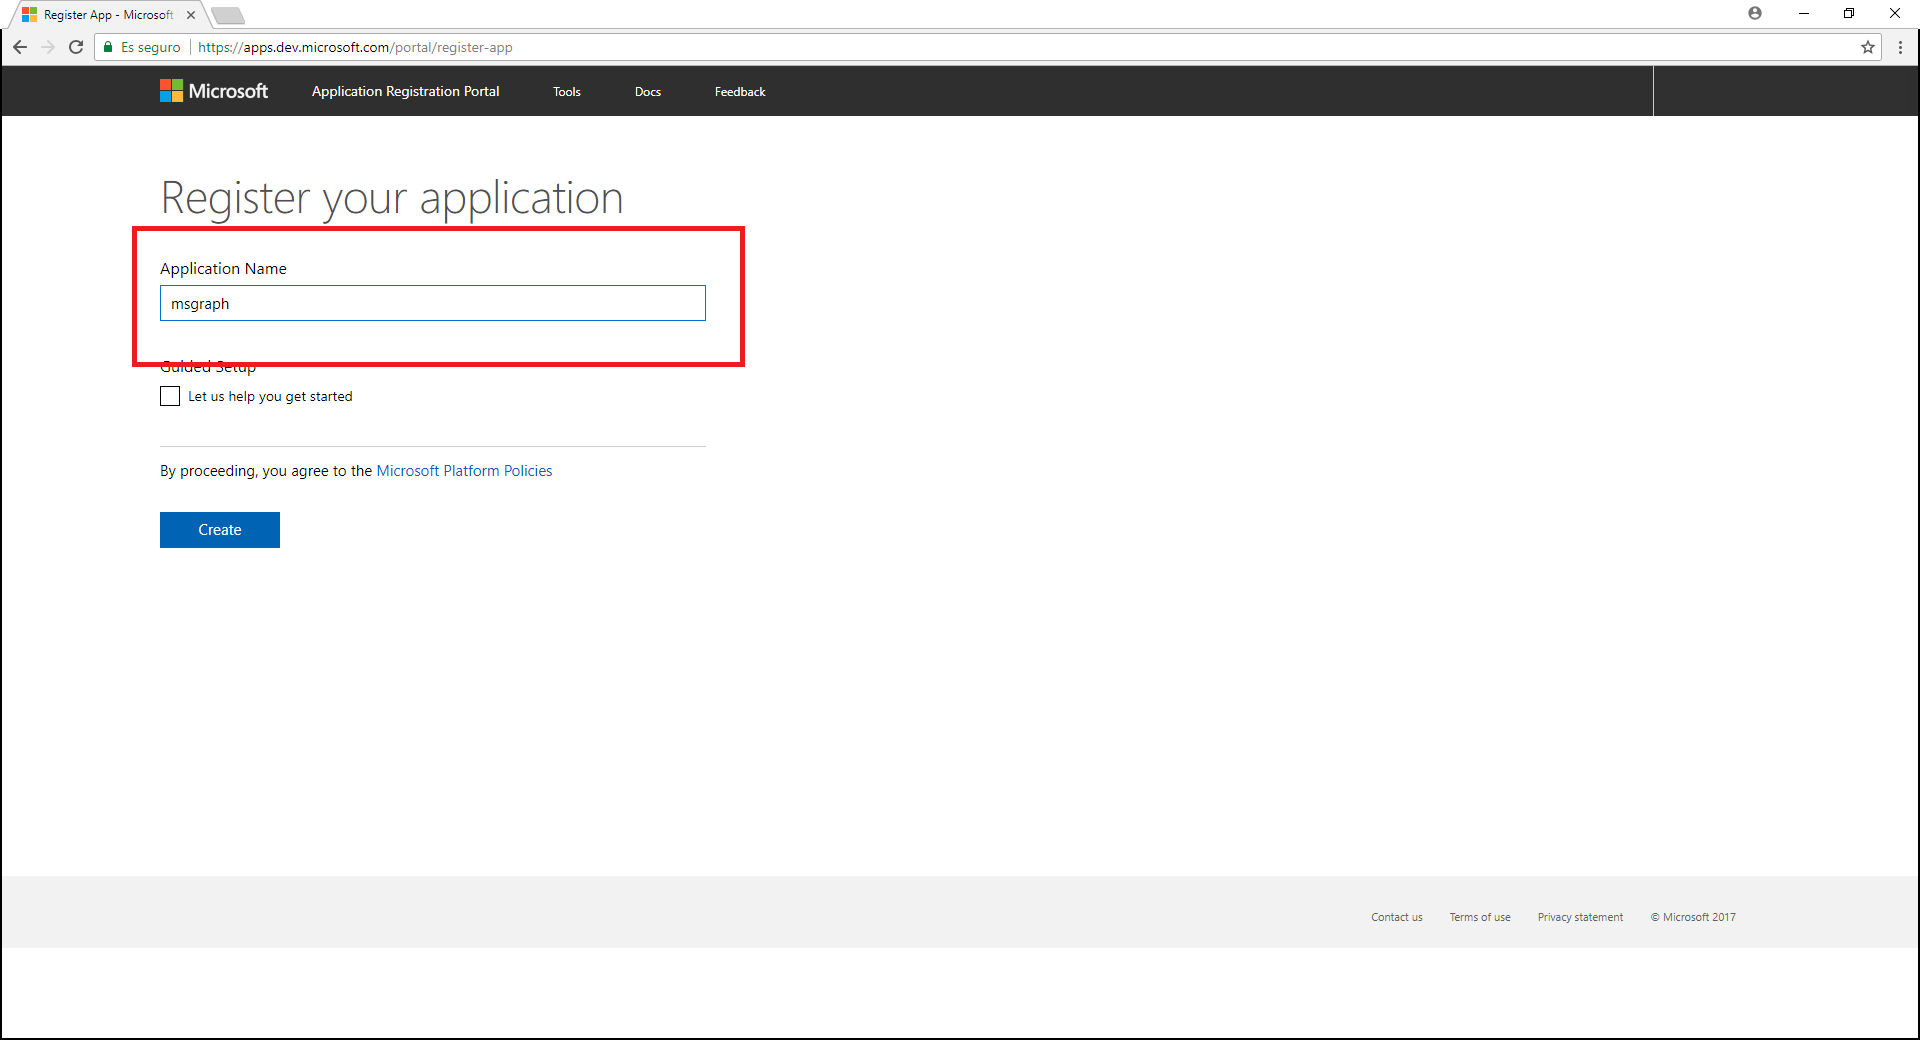 Register App - Microsoft
Es seguro https://apps.dev.microsoft.com/portal/register-app
Microsoft Application Registration Portal Tools Docs Feedback
Register your application
Application Name
msgraph
Guided Setup
Let us help you get started
By proceeding, you agree to the Microsoft Platform Policies
Create
Contact us Terms of use Privacy statement © Microsoft 2017